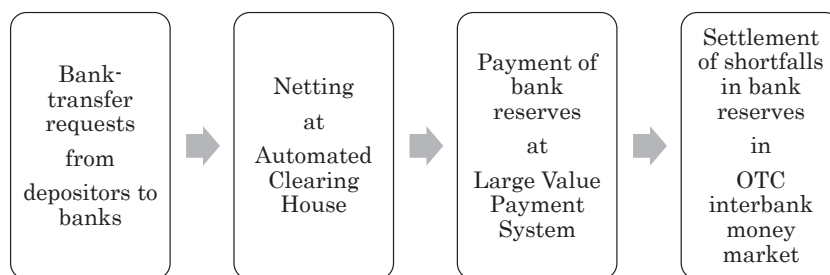 Bank-
transfer
requests
from
depositors to
banks
Netting
at
Automated
Clearing
House
Payment of
bank
reserves
at
Large Value
Payment
System
Settlement
of shortfalls
in bank
reserves
in
OTC
interbank
money
market